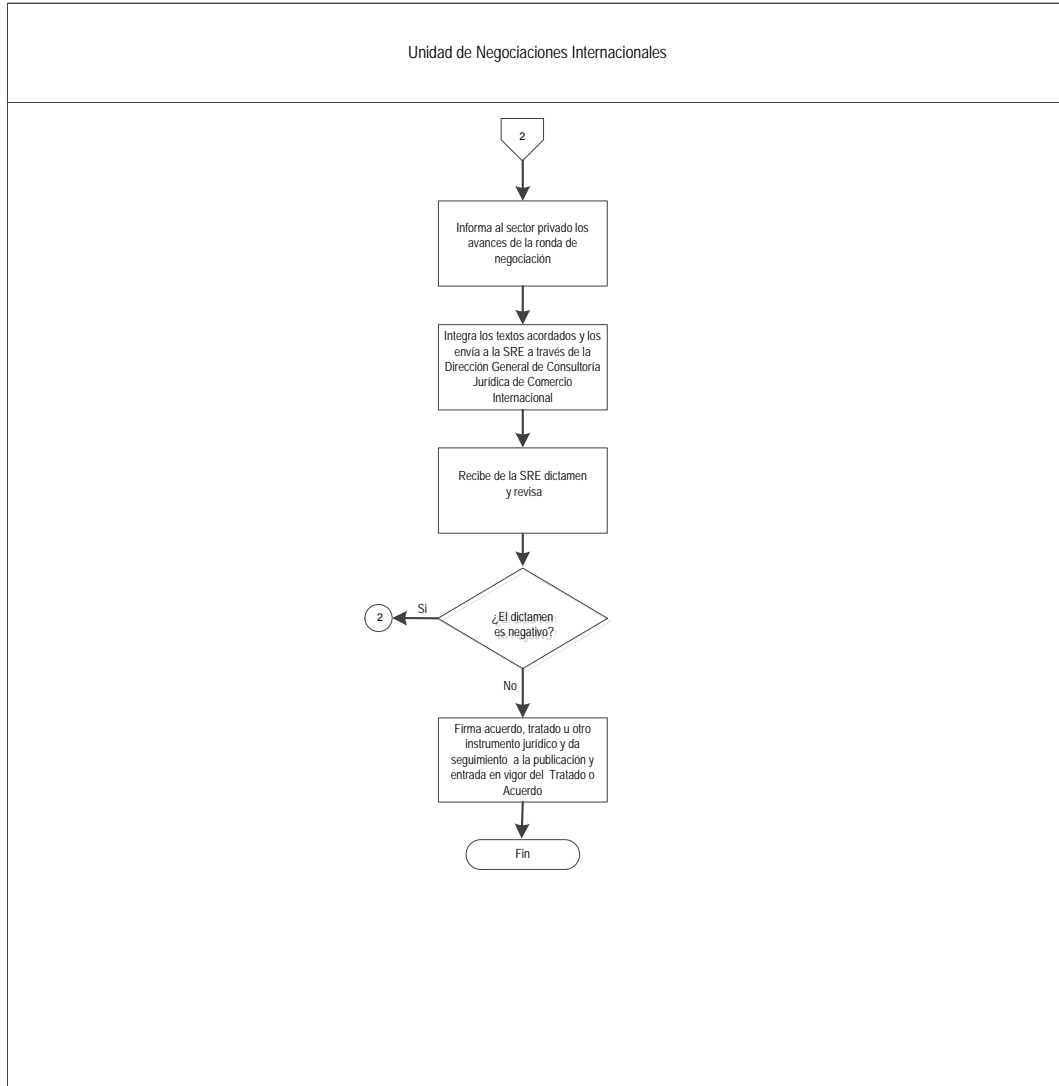 Unidad de Negociaciones Internacionales
2
Informa al sector privado los
avances de la ronda de
negociación
Integra los textos acordados y los
envía a la SRE a través de la
Dirección General de Consultoría
Jurídica de Comercio
Internacional
Recibe de la SRE dictamen
y revisa
2
Si
¿El dictamen
es negativo?
No
Firma acuerdo, tratado u otro
instrumento jurídico y da
seguimiento a la publicación y
entrada en vigor del Tratado o
Acuerdo
Fin